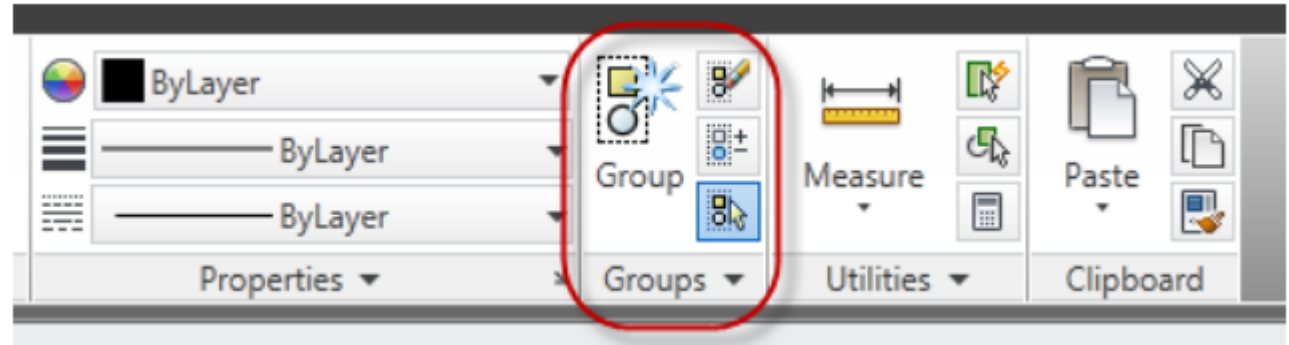 ByLayer
ByLayer
ByLayer
Properties
Group
Groups
Measure
Utilities
Paste
Clipboard